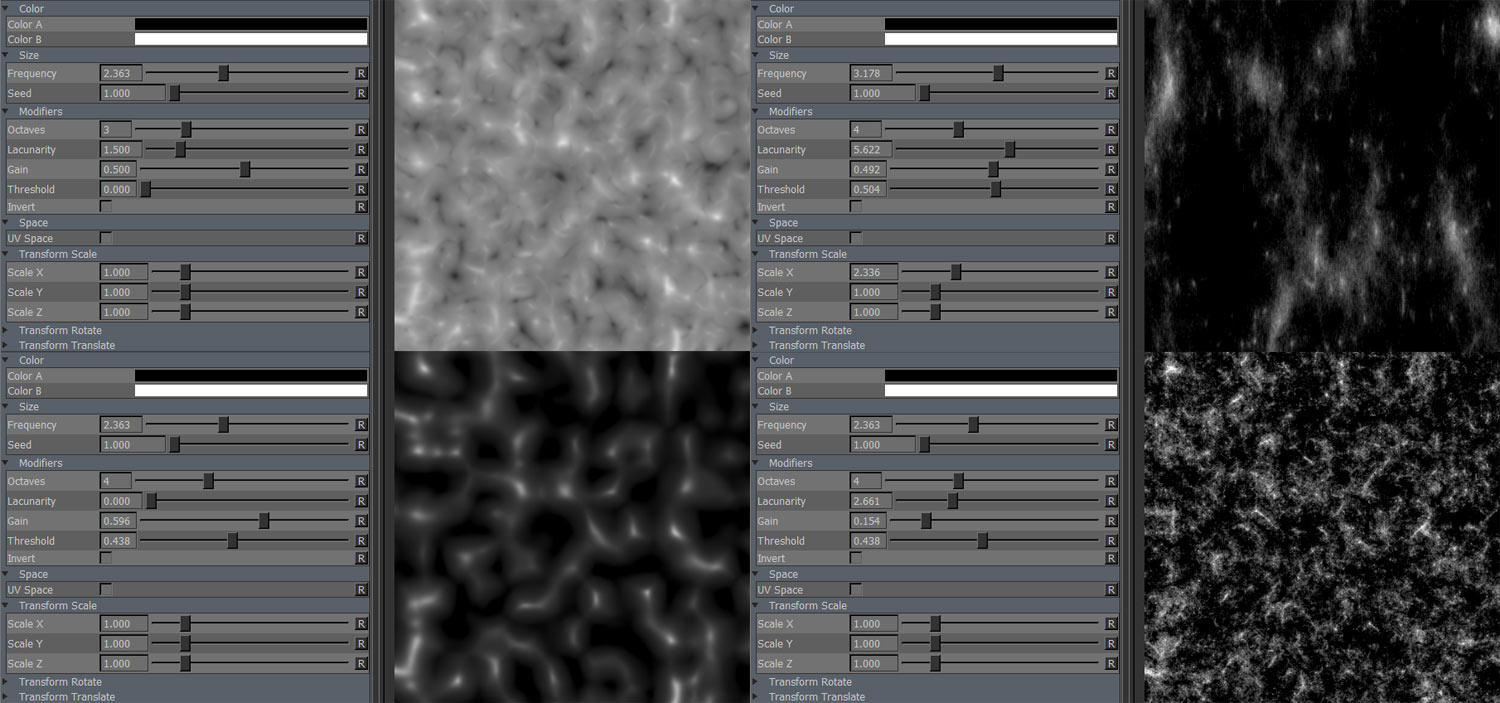 Color
Color A
Color B
Size
Frequency 2.363 R
Seed 1.000 R
Modifiers
Octaves 3 R
Lacunarity 1.500 R
Gain 0.500 R
Threshold 0.000 R
Invert R
Space
UV Space R
Transform Scale
Scale X 1.000 R
Scale Y 1.000 R
Scale Z 1.000 R
Transform Rotate
Transform Translate
Color
Color A
Color B
Size
Frequency 3.178 R
Seed 1.000 R
Modifiers
Octaves 4 R
Lacunarity 5.622 R
Gain 0.492 R
Threshold 0.504 R
Invert R
Space
UV Space R
Transform Scale
Scale X 2.336 R
Scale Y 1.000 R
Scale Z 1.000 R
Transform Rotate
Transform Translate
Color
Color A
Color B
Size
Frequency 2.363 R
Seed 1.000 R
Modifiers
Octaves 4 R
Lacunarity 0.000 R
Gain 0.596 R
Threshold 0.438 R
Invert R
Space
UV Space R
Transform Scale
Scale X 1.000 R
Scale Y 1.000 R
Scale Z 1.000 R
Transform Rotate
Transform Translate
Color
Color A
Color B
Size
Frequency 2.363 R
Seed 1.000 R
Modifiers
Octaves 4 R
Lacunarity 2.661 R
Gain 0.154 R
Threshold 0.438 R
Invert R
Space
UV Space R
Transform Scale
Scale X 1.000 R
Scale Y 1.000 R
Scale Z 1.000 R
Transform Rotate
Transform Translate